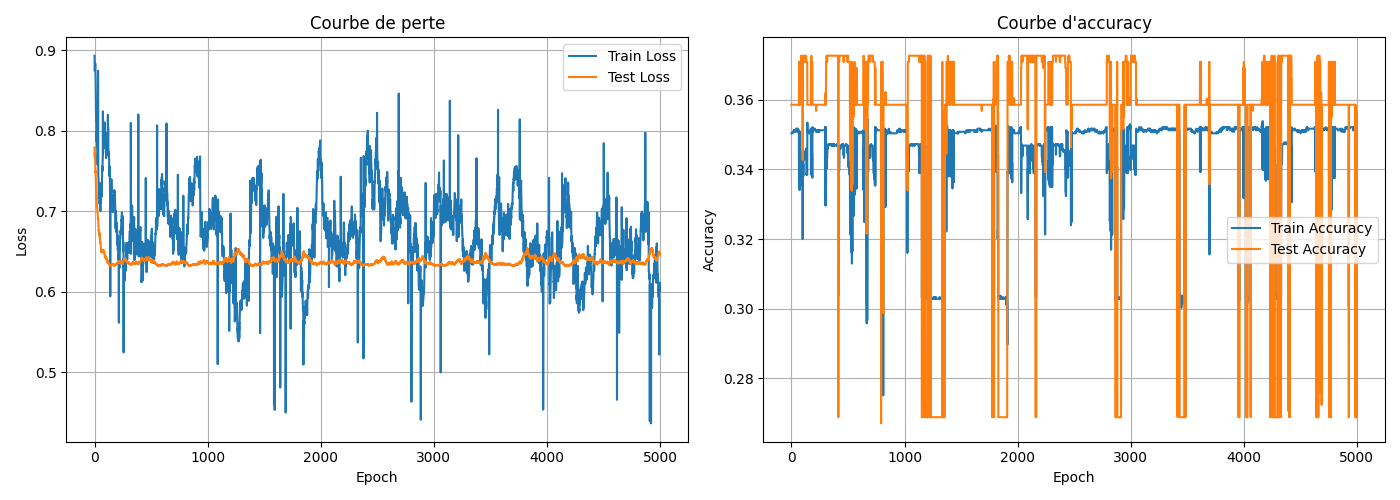 Courbe de perte
Loss
0.9
0.8
0.7
0.6
0.5
Train Loss
Test Loss
0
1000
2000
3000
4000
5000
Epoch
Courbe d'accuracy
Accuracy
0.36
0.34
0.32
0.30
0.28
Train Accuracy
Test Accuracy
0
1000
2000
3000
4000
5000
Epoch